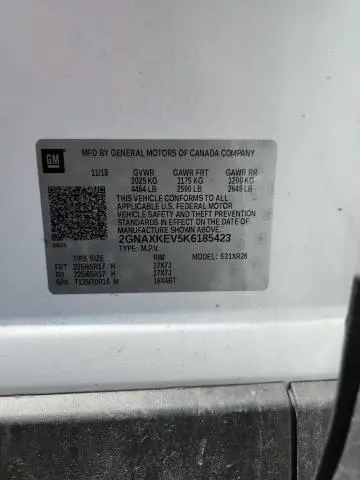 GM
MFD BY GENERAL MOTORS OF CANADA COMPANY
11/18 GVWR GAWR FRT GAWR RR
2025 KG 1175 KG 1200 KG
4464 LB 2590 LB 2645 LB
THIS VEHICLE CONFORMS TO ALL
APPLICABLE U.S. FEDERAL MOTOR
VEHICLE SAFETY, BUMPER, AND THEFT PREVENTION
STANDARDS IN EFFECT ON THE DATE OF
MANUFACTURE SHOWN ABOVE.
2GNAXKEV5K6185423
TYPE: M.P.V.
MODEL: 531XR26
TIRE SIZE RIM
FRT 225/65R17 H 17X7J
RR 225/65R17 H 17X7J
SPA T135/70R16 M 16X4BT